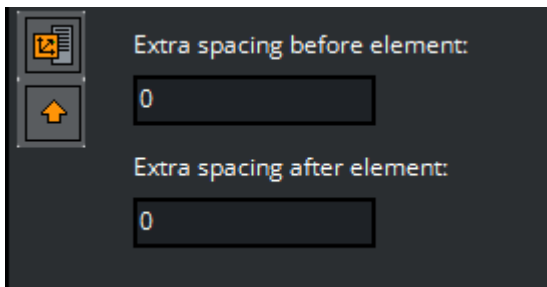 Extra spacing before element:
0
Extra spacing after element:
0